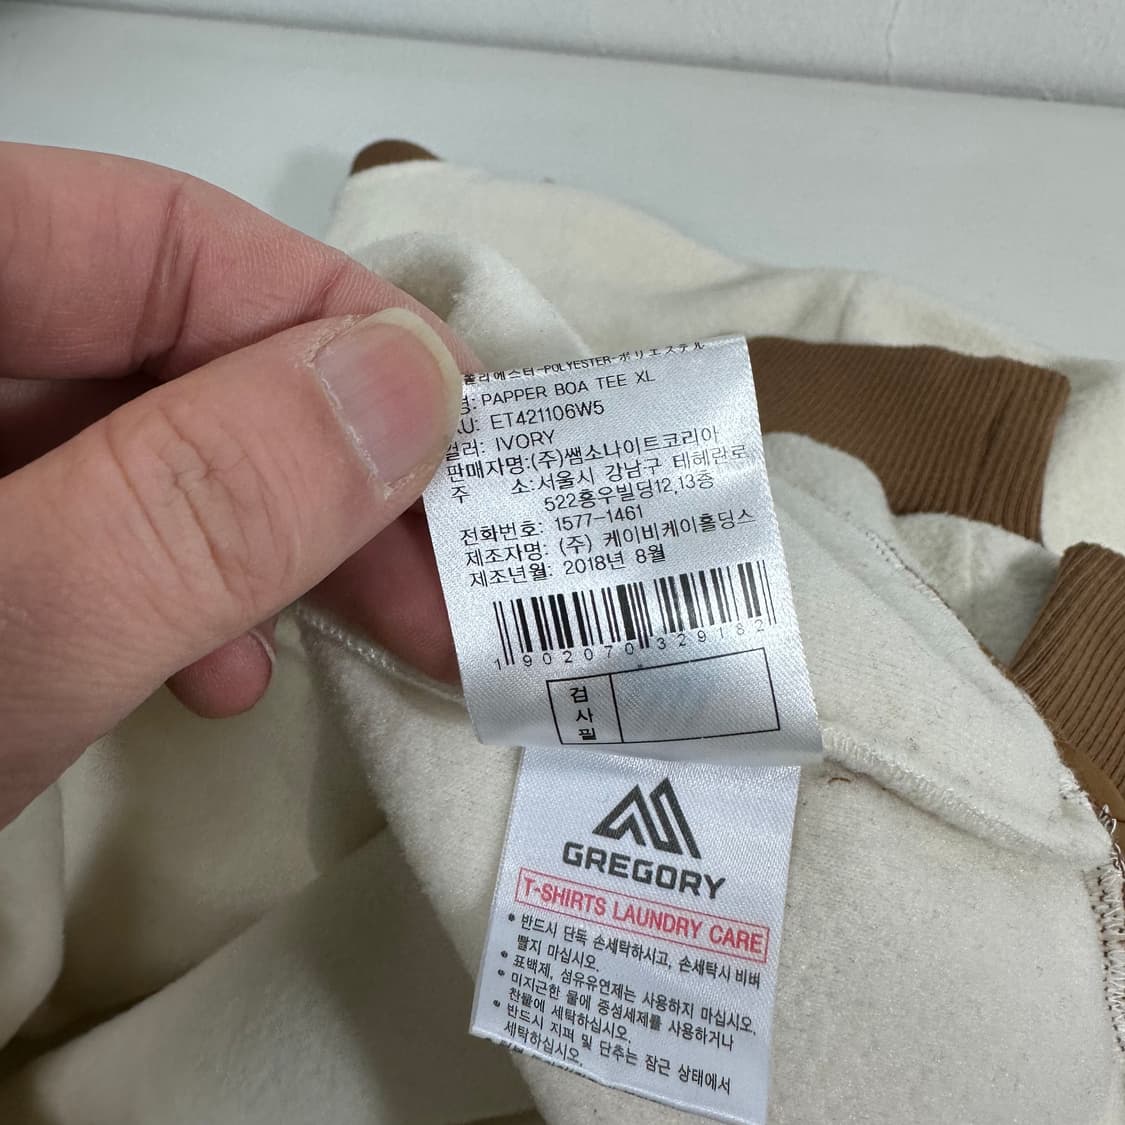 폴리에스터-POLYESTER-ポリエステル
명: PAPPER BOA TEE XL
KU: ET421106W5
컬러: IVORY
판매자명:(주)쌤소나이트코리아
주 소:서울시 강남구 테헤란로
522홍우빌딩12,13층
전화번호: 1577-1461
제조자명: (주) 케이비케이홀딩스
제조년월: 2018년 8월
1 902070 329182
검
사
필
GREGORY
T-SHIRTS LAUNDRY CARE
* 반드시 단독 손세탁하시고, 손세탁시 비벼
빨지 마십시오.
* 표백제, 섬유유연제는 사용하지 마십시오.
* 미지근한 물에 중성세제를 사용하거나
찬물에 세탁하십시오.
* 반드시 지퍼 및 단추는 잠근 상태에서
세탁하십시오.